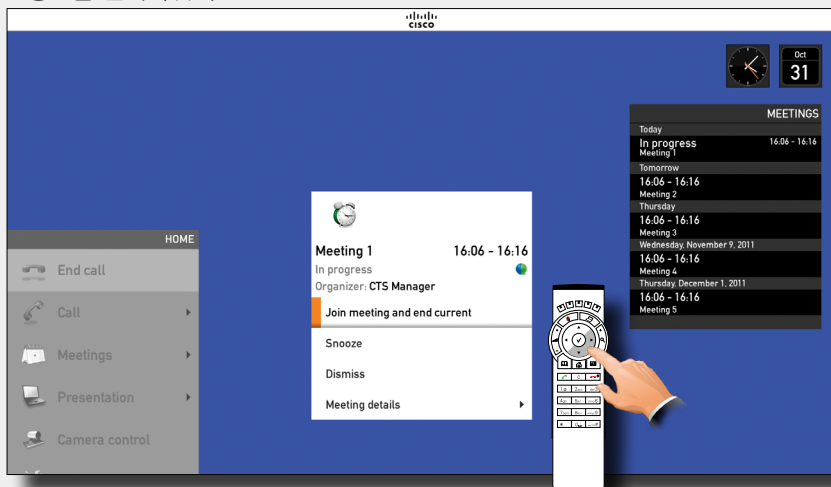 CISCO
Oct
31
MEETINGS
Today
In progress 16:06 - 16:16
Meeting 1
Tomorrow
16:06 - 16:16
Meeting 2
Thursday
16:06 - 16:16
Meeting 3
Wednesday, November 9, 2011
16:06 - 16:16
Meeting 4
Thursday, December 1, 2011
16:06 - 16:16
Meeting 5
HOME
End call
Call
Meetings
Presentation
Camera control
Meeting 1 16:06 - 16:16
In progress
Organizer: CTS Manager
Join meeting and end current
Snooze
Dismiss
Meeting details